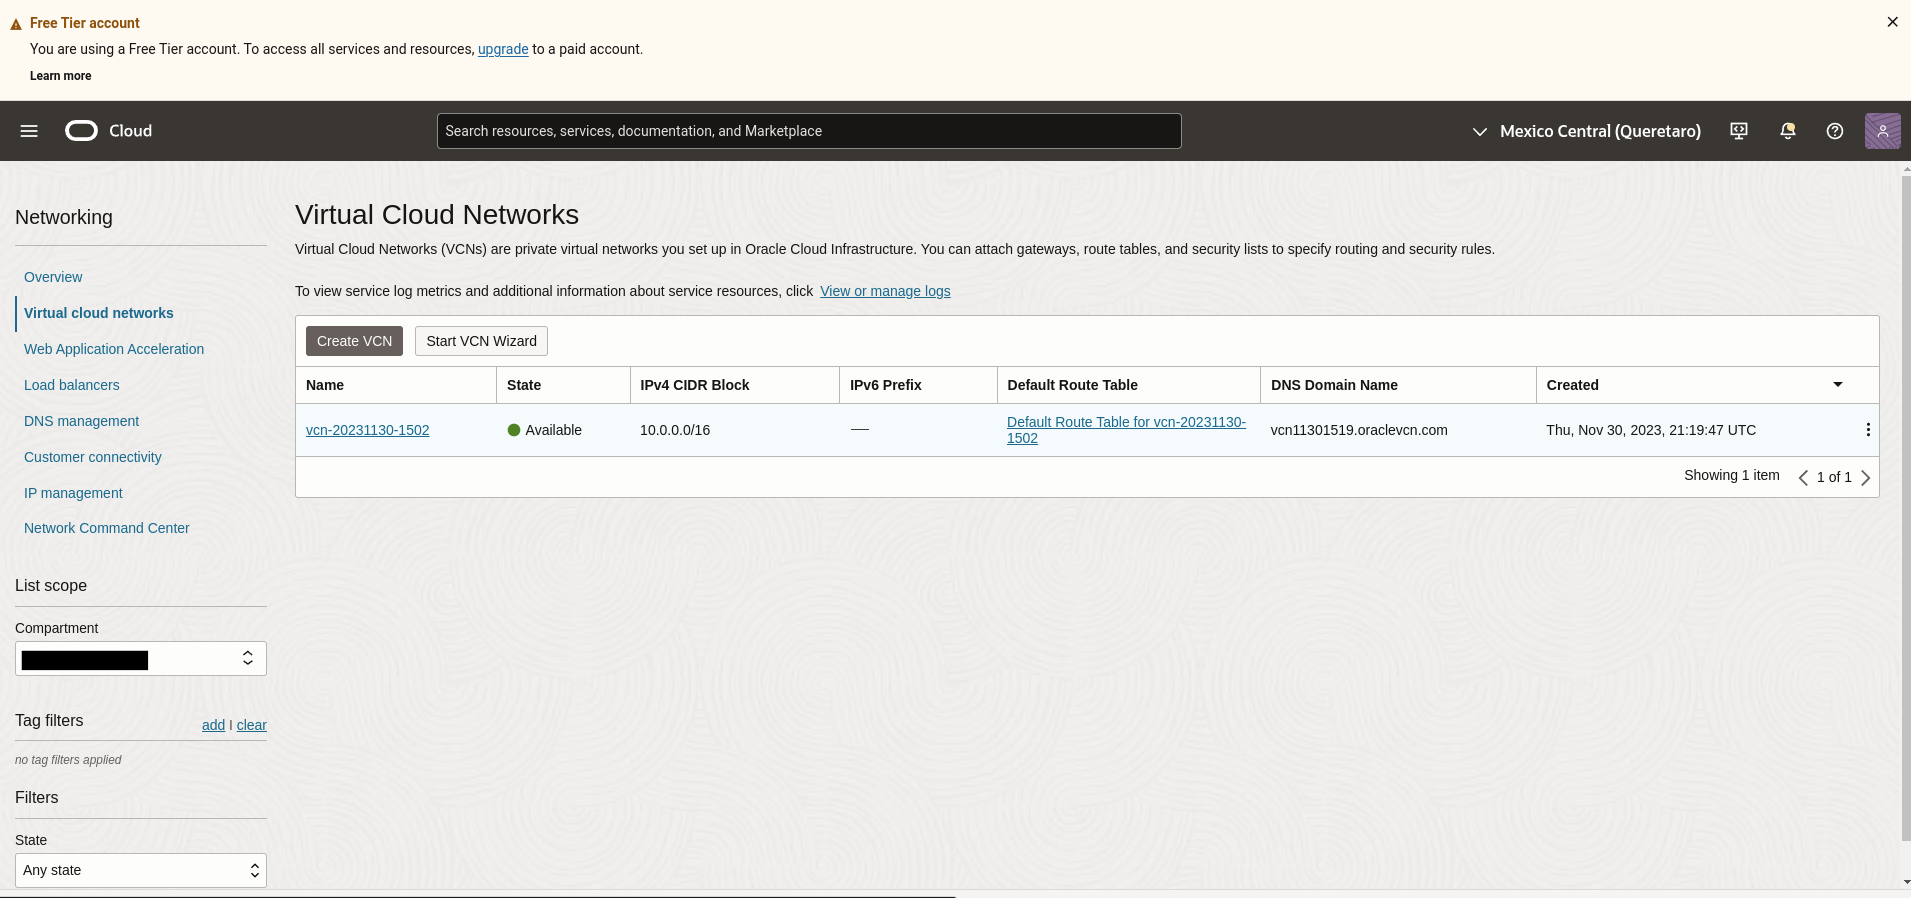 Free Tier account
You are using a Free Tier account. To access all services and resources, upgrade to a paid account.
Learn more
Cloud
Search resources, services, documentation, and Marketplace
Mexico Central (Queretaro)
Networking
Overview
Virtual cloud networks
Web Application Acceleration
Load balancers
DNS management
Customer connectivity
IP management
Network Command Center
List scope
Compartment
Tag filters
add | clear
no tag filters applied
Filters
State
Any state
Virtual Cloud Networks
Virtual Cloud Networks (VCNs) are private virtual networks you set up in Oracle Cloud Infrastructure. You can attach gateways, route tables, and security lists to specify routing and security rules.
To view service log metrics and additional information about service resources, click View or manage logs
Create VCN Start VCN Wizard
Name State IPv4 CIDR Block IPv6 Prefix Default Route Table DNS Domain Name Created
vcn-20231130-1502 Available 10.0.0.0/16 — Default Route Table for vcn-20231130-
1502 vcn11301519.oraclevcn.com Thu, Nov 30, 2023, 21:19:47 UTC
Showing 1 item 1 of 1